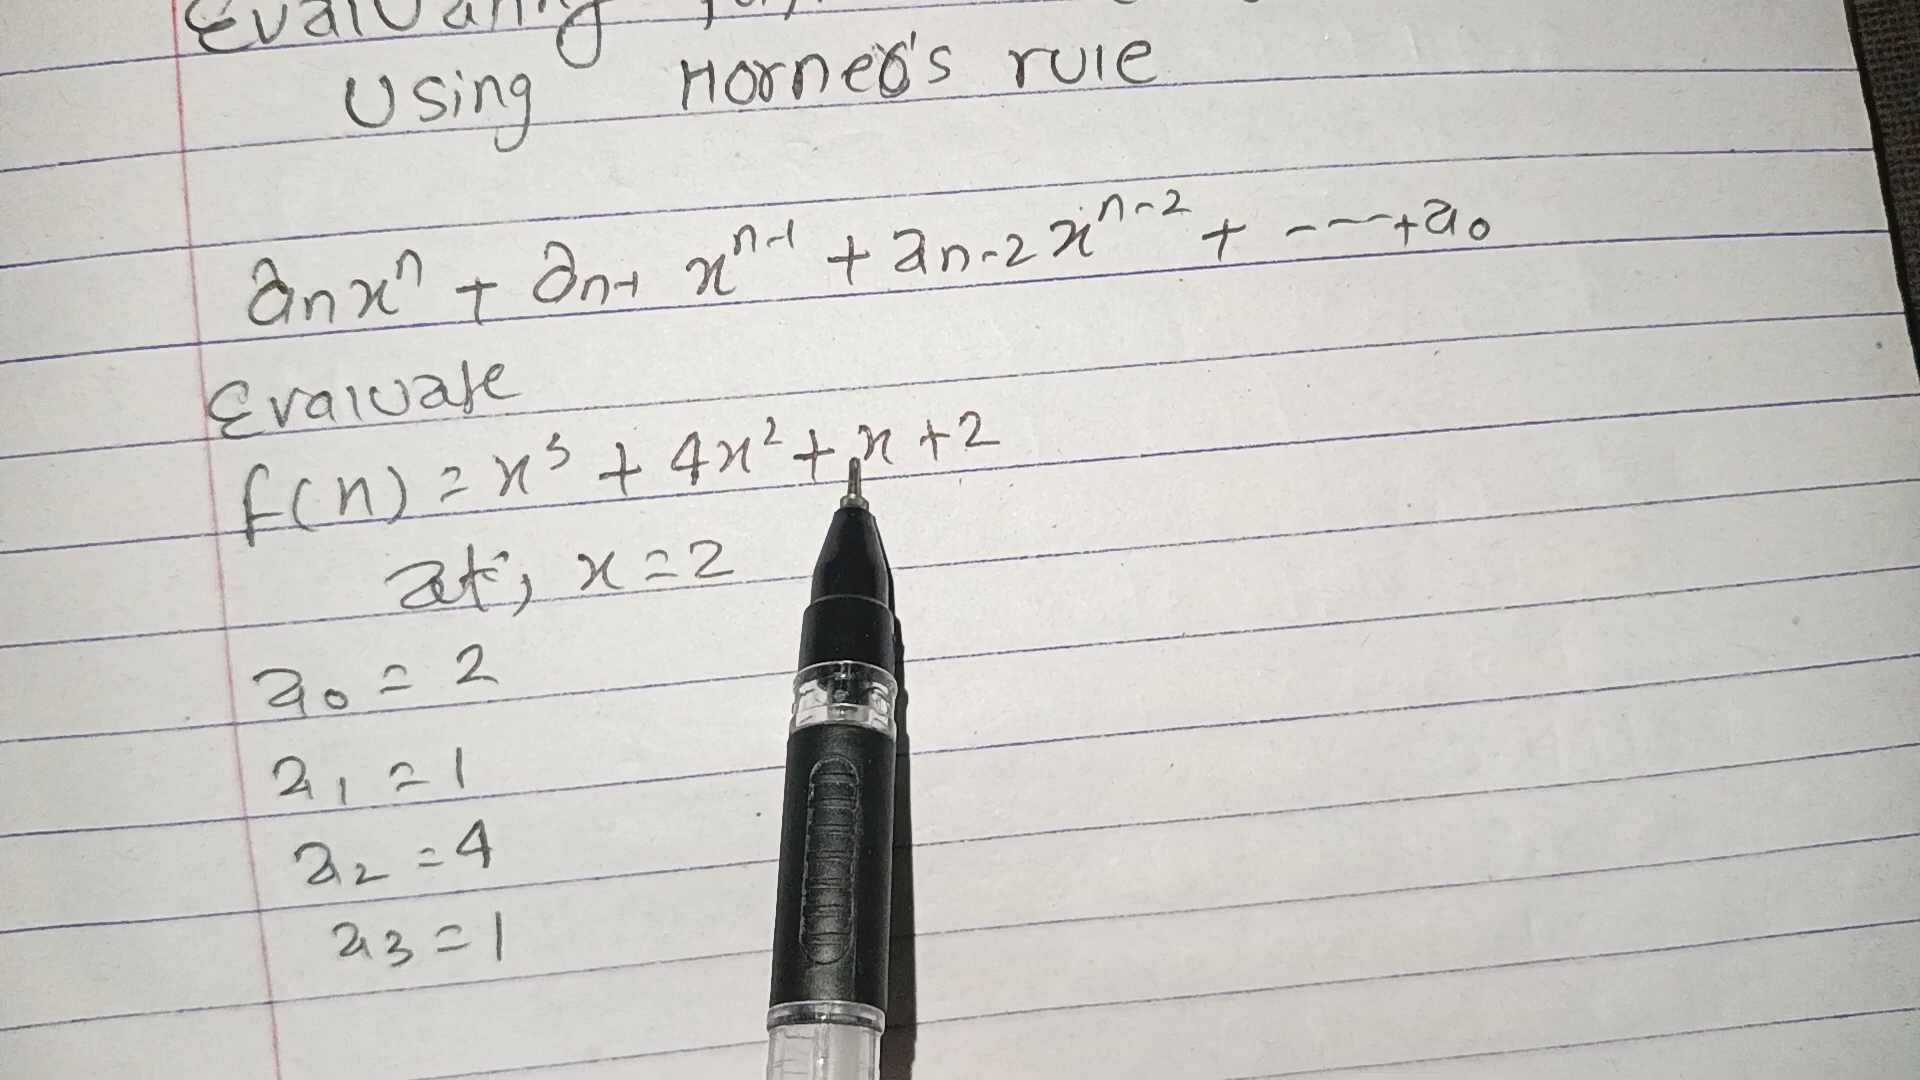 Evaluating
Using Horner's rule
aₙxⁿ + aₙ₋₁ xⁿ⁻¹ + aₙ₋₂ xⁿ⁻² + ---- + a₀
Evaluate
f(n) = x³ + 4x² + x + 2
at, x = 2
a₀ = 2
a₁ = 1
a₂ = 4
a₃ = 1